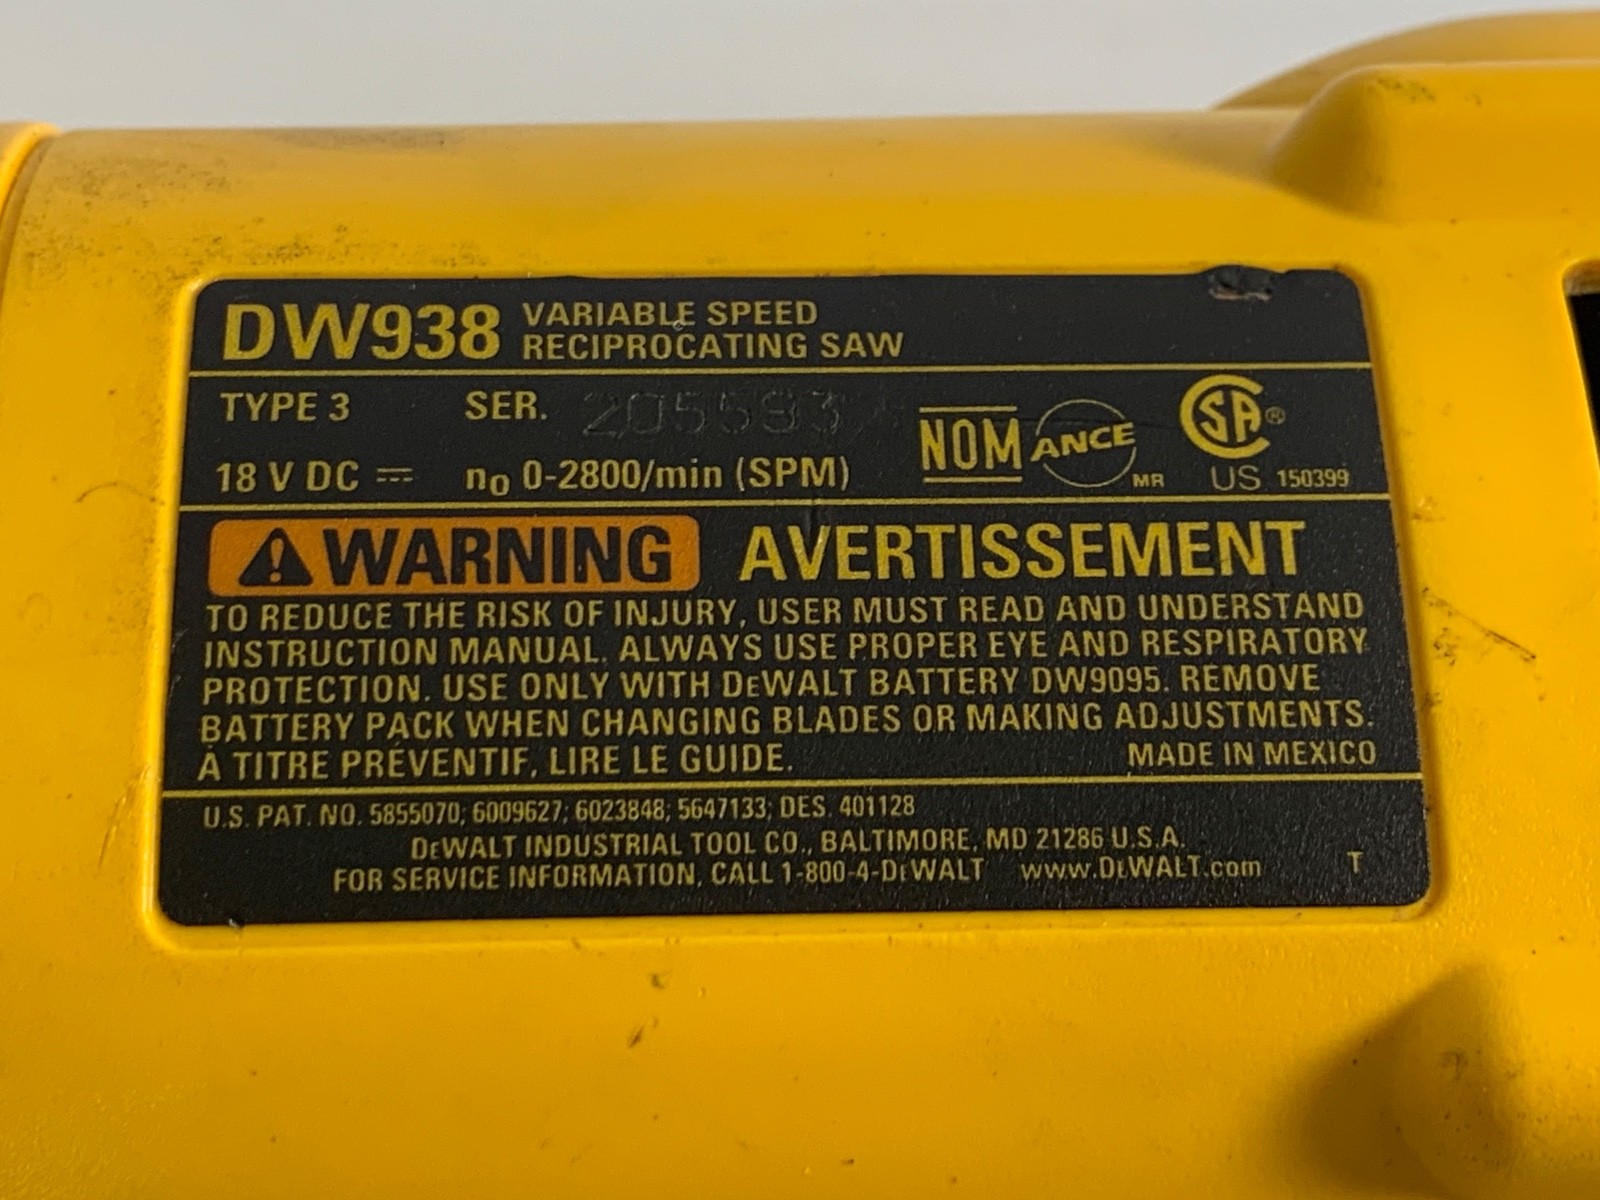 DW938 VARIABLE SPEED
RECIPROCATING SAW
TYPE 3 SER. 205593
18 V DC n0 0-2800/min (SPM)
NOM ANCE MR
CSA ® US 150399
WARNING AVERTISSEMENT
TO REDUCE THE RISK OF INJURY, USER MUST READ AND UNDERSTAND
INSTRUCTION MANUAL. ALWAYS USE PROPER EYE AND RESPIRATORY
PROTECTION. USE ONLY WITH DEWALT BATTERY DW9095. REMOVE
BATTERY PACK WHEN CHANGING BLADES OR MAKING ADJUSTMENTS.
À TITRE PRÉVENTIF, LIRE LE GUIDE. MADE IN MEXICO
U.S. PAT. NO. 5855070; 6009627; 6023848; 5647133; DES. 401128
DEWALT INDUSTRIAL TOOL CO., BALTIMORE, MD 21286 U.S.A.
FOR SERVICE INFORMATION, CALL 1-800-4-DEWALT www.DEWALT.com T